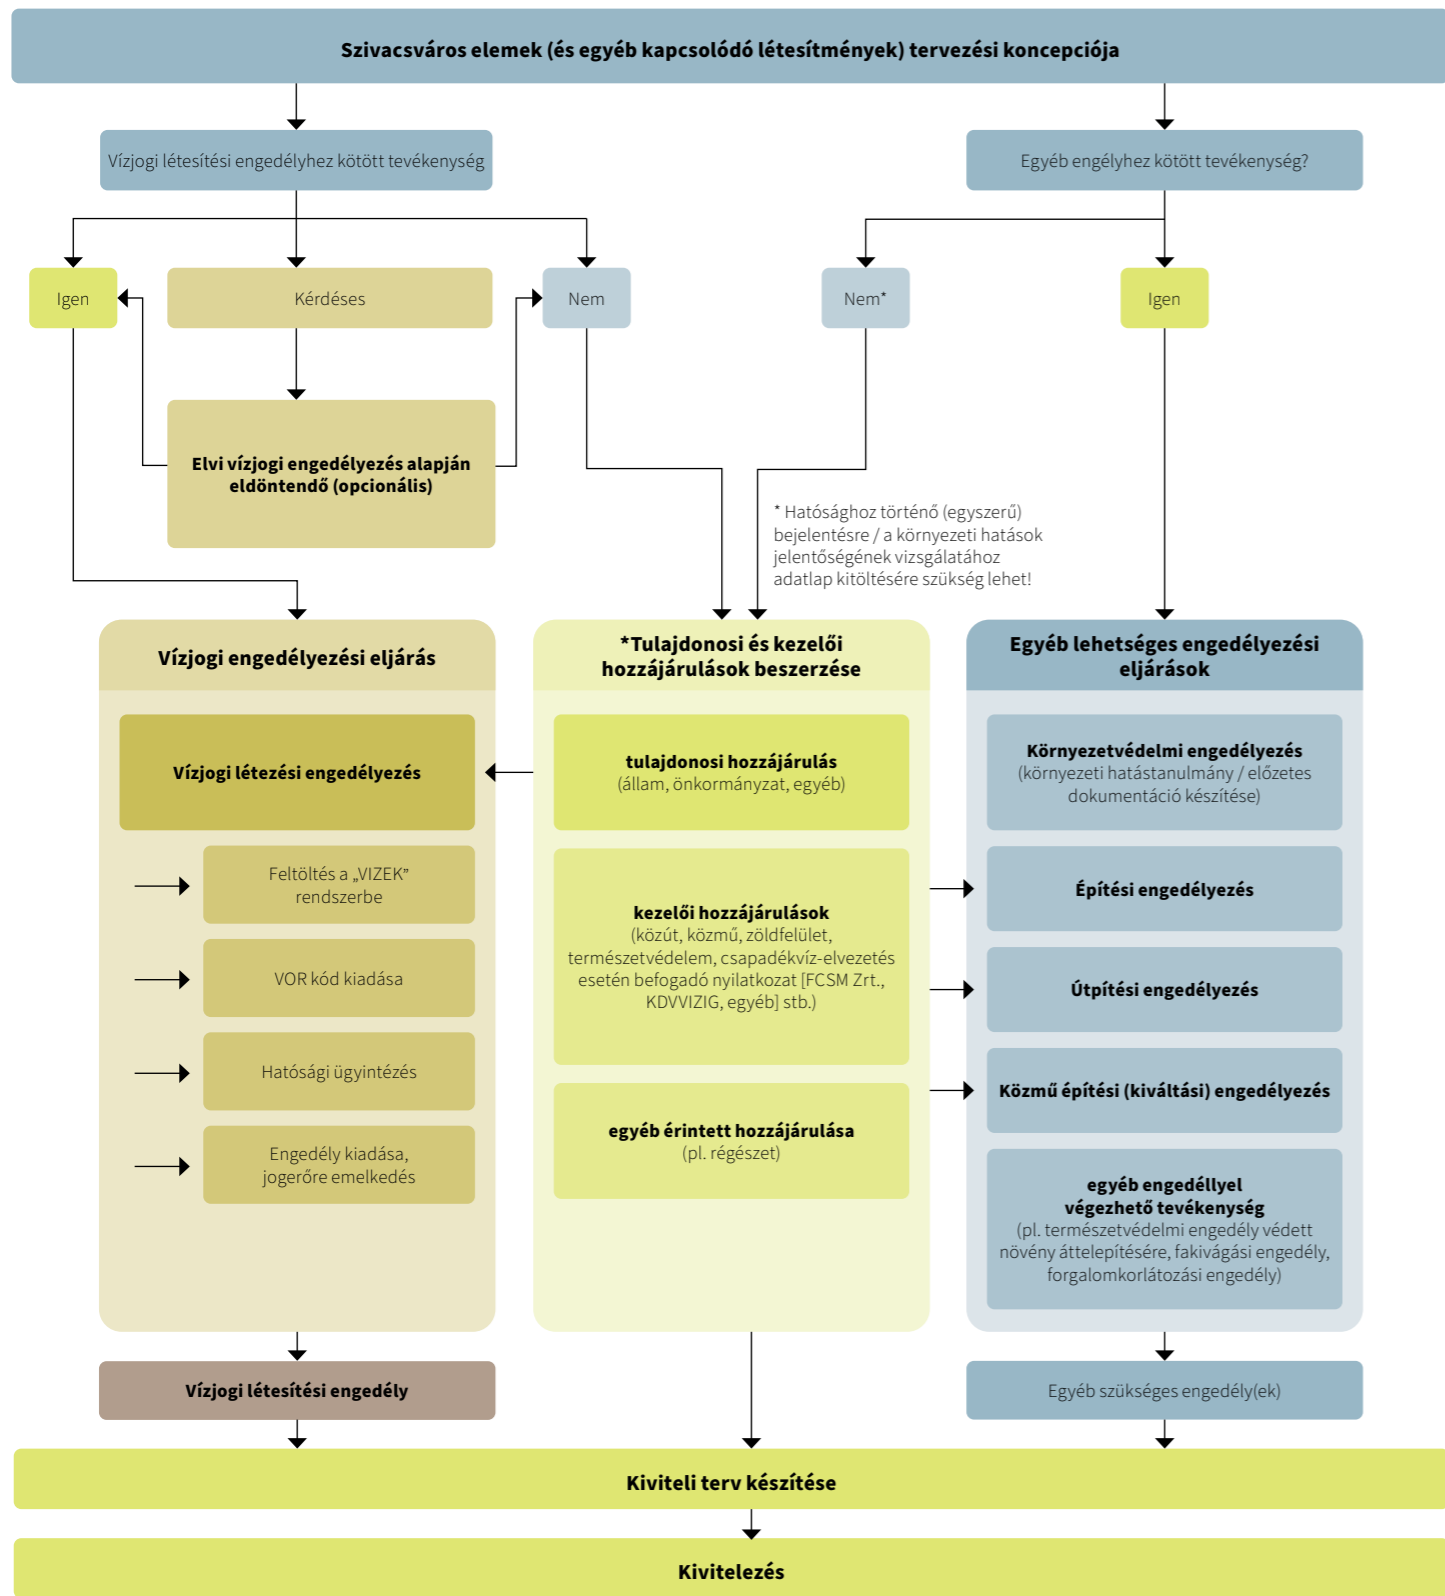 Szivacsváros elemek (és egyéb kapcsolódó létesítmények) tervezési koncepciója
Vízjogi létesítési engedélyhez kötött tevékenység
Egyéb engélyhez kötött tevékenység?
Igen
Kérdéses
Nem
Nem*
Igen
Elvi vízjogi engedélyezés alapján
eldöntendő (opcionális)
* Hatósághoz történő (egyszerű)
bejelentésre / a környezeti hatások
jelentőségének vizsgálatához
adatlap kitöltésére szükség lehet!
Vízjogi engedélyezési eljárás
Vízjogi létezési engedélyezés
Feltöltés a „VIZEK”
rendszerbe
VOR kód kiadása
Hatósági ügyintézés
Engedély kiadása,
jogerőre emelkedés
*Tulajdonosi és kezelői
hozzájárulások beszerzése
tulajdonosi hozzájárulás
(állam, önkormányzat, egyéb)
kezelői hozzájárulások
(közút, közmű, zöldfelület,
természetvédelem, csapadékvíz-elvezetés
esetén befogadó nyilatkozat [FCSM Zrt.,
KDVVIZIG, egyéb] stb.)
egyéb érintett hozzájárulása
(pl. régészet)
Egyéb lehetséges engedélyezési
eljárások
Környezetvédelmi engedélyezés
(környezeti hatástanulmány / előzetes
dokumentáció készítése)
Építési engedélyezés
Útpítési engedélyezés
Közmű építési (kiváltási) engedélyezés
egyéb engedéllyel
végezhető tevékenység
(pl. természetvédelmi engedély védett
növény áttelepítésére, fakivágási engedély,
forgalomkorlátozási engedély)
Vízjogi létesítési engedély
Egyéb szükséges engedély(ek)
Kiviteli terv készítése
Kivitelezés